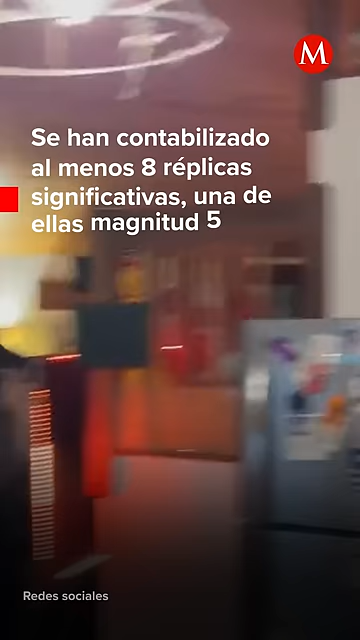 M
Se han contabilizado
al menos 8 réplicas
significativas, una de
ellas magnitud 5
Redes sociales